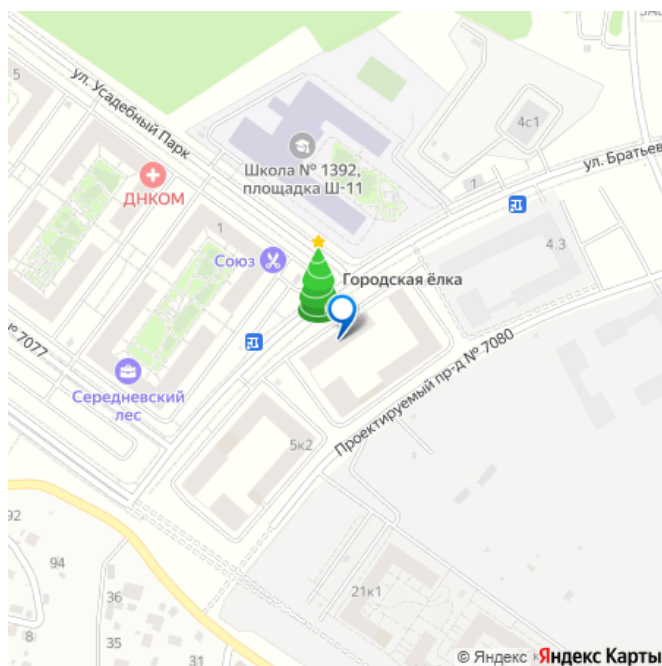 5
ул. Усадебный Парк
4с1
Школа № 1392,
площадка Ш-11
ул. Братьев
1
ДНКОМ
1
4.3
Союз
Городская ёлка
№ 7077
Середневский
лес
Проектируемый пр-д № 7080
5к2
92
94
36
21к1
8
35
31
© Яндекс
Яндекс Карты